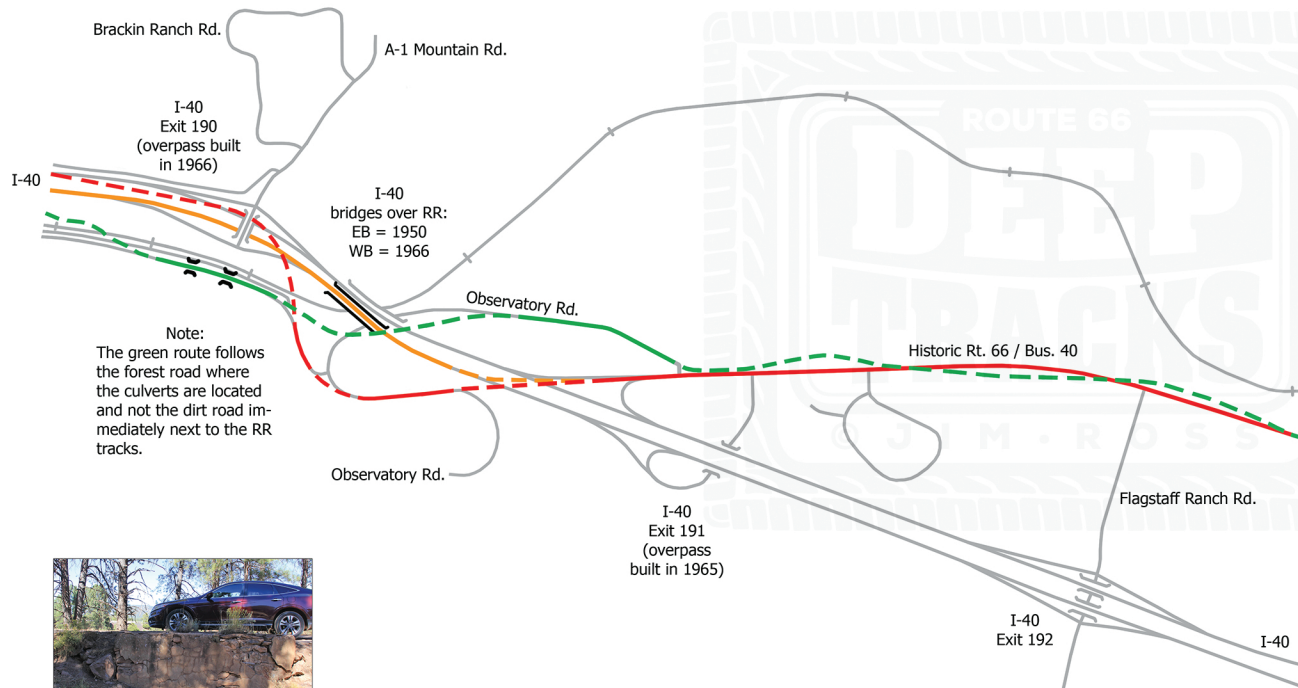 Brackin Ranch Rd.
A-1 Mountain Rd.
I-40
Exit 190
(overpass built
in 1966)
I-40
I-40
bridges over RR:
EB = 1950
WB = 1966
ROUTE 66
DEEP
TRACKS
© JIM · ROSS
Observatory Rd.
Historic Rt. 66 / Bus. 40
Note:
The green route follows
the forest road where
the culverts are located
and not the dirt road im-
mediately next to the RR
tracks.
Observatory Rd.
Flagstaff Ranch Rd.
I-40
Exit 191
(overpass
built in 1965)
I-40
Exit 192
I-40